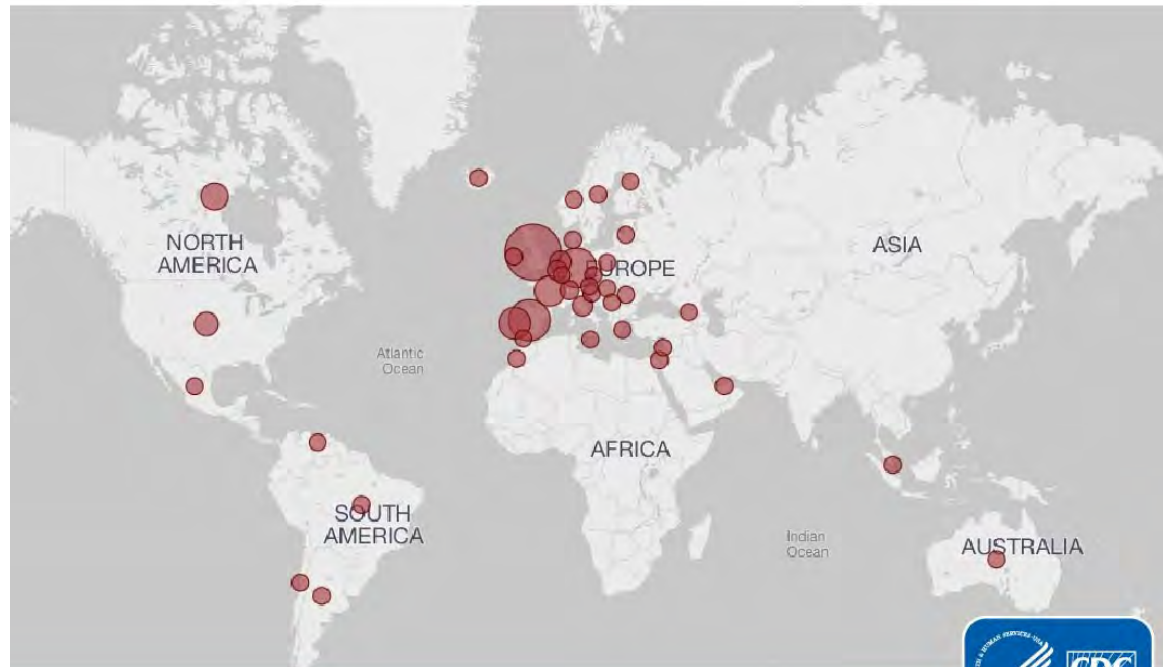 NORTH
AMERICA
ASIA
EUROPE
Atlantic
Ocean
AFRICA
SOUTH
AMERICA
Indian
Ocean
AUSTRALIA
CDC